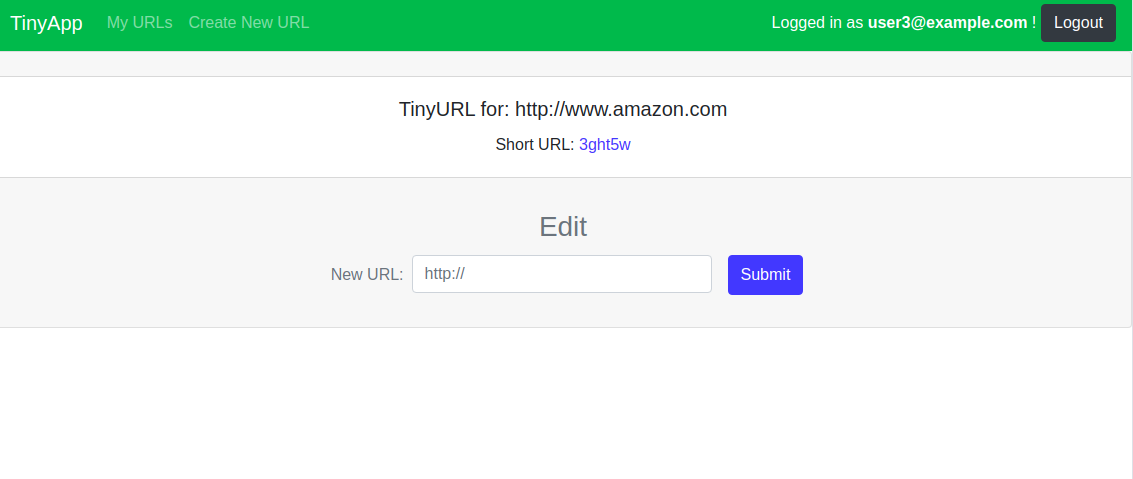 TinyApp My URLs Create New URL Logged in as user3@example.com ! Logout
TinyURL for: http://www.amazon.com
Short URL: 3ght5w
Edit
New URL: http:// Submit